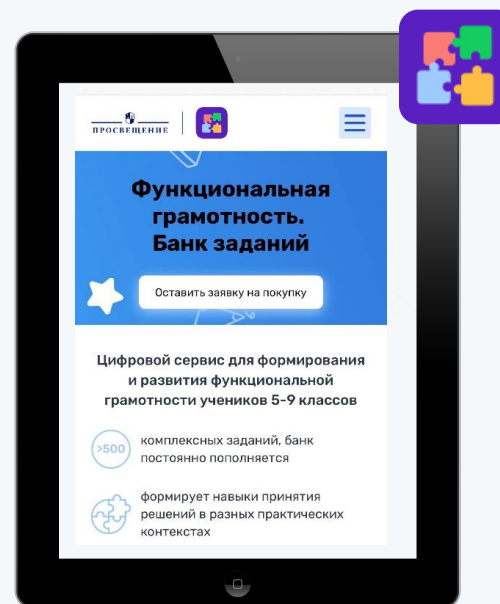 ПРОСВЕЩЕНИЕ
Функциональная
грамотность.
Банк заданий
Оставить заявку на покупку
Цифровой сервис для формирования
и развития функциональной
грамотности учеников 5-9 классов
>500
комплексных заданий, банк
постоянно пополняется
формирует навыки принятия
решений в разных практических
контекстах